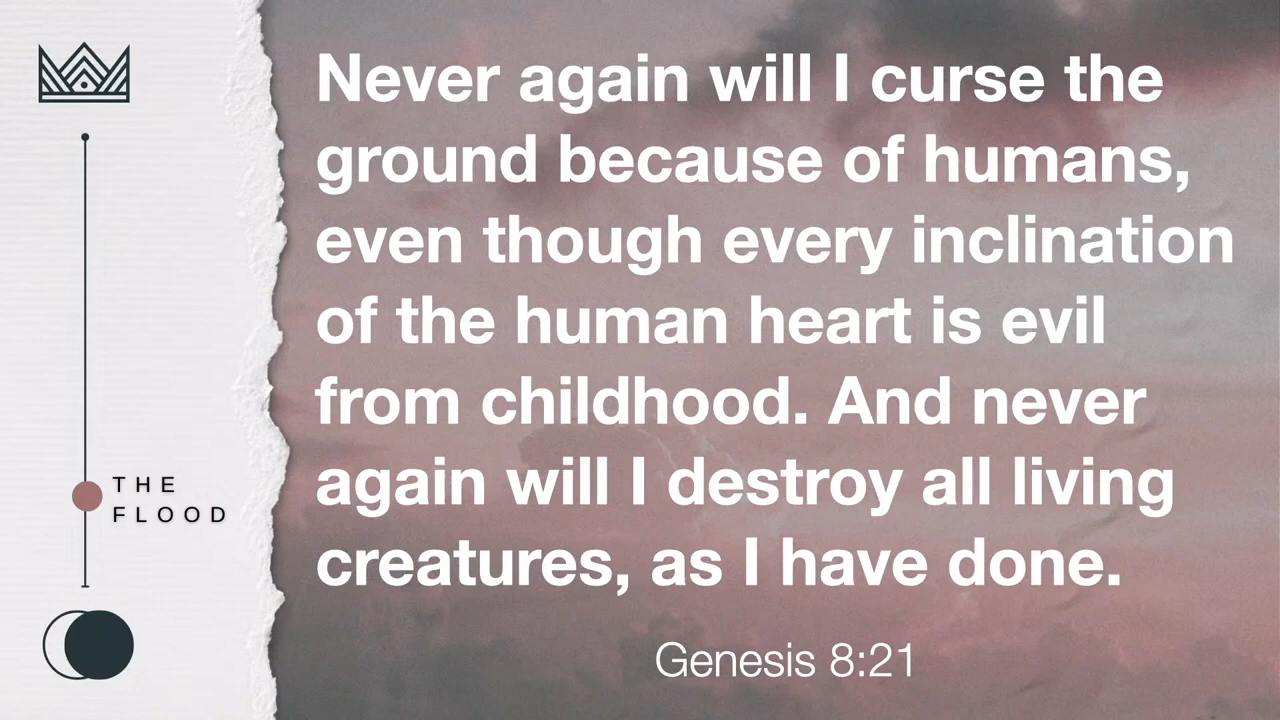 THE
FLOOD
Never again will I curse the
ground because of humans,
even though every inclination
of the human heart is evil
from childhood. And never
again will I destroy all living
creatures, as I have done.
Genesis 8:21